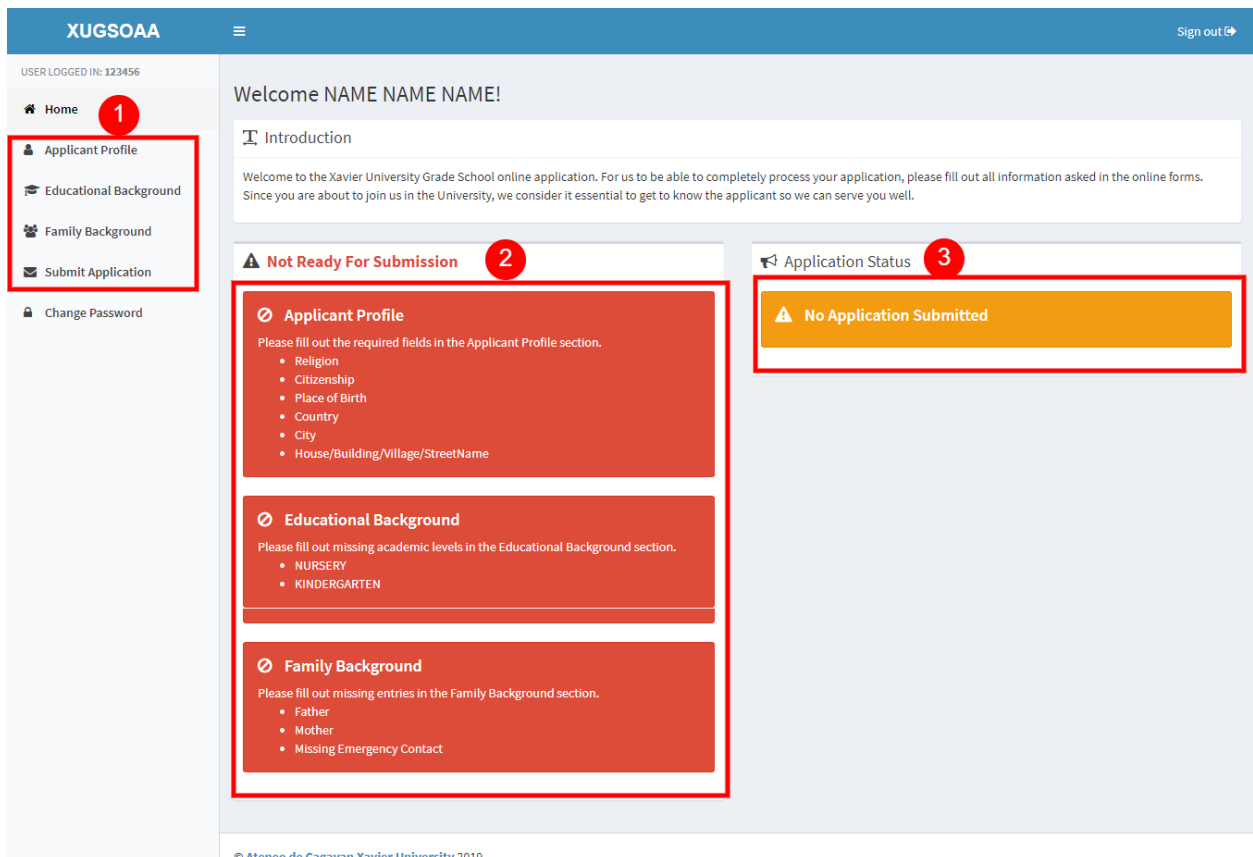 XUGSOAA
Sign out
USER LOGGED IN: 123456
Home
1
Applicant Profile
Educational Background
Family Background
Submit Application
Change Password
Welcome NAME NAME NAME!
Introduction
Welcome to the Xavier University Grade School online application. For us to be able to completely process your application, please fill out all information asked in the online forms.
Since you are about to join us in the University, we consider it essential to get to know the applicant so we can serve you well.
Not Ready For Submission
2
Applicant Profile
Please fill out the required fields in the Applicant Profile section.
• Religion
• Citizenship
• Place of Birth
• Country
• City
• House/Building/Village/StreetName
Educational Background
Please fill out missing academic levels in the Educational Background section.
• NURSERY
• KINDERGARTEN
Family Background
Please fill out missing entries in the Family Background section.
• Father
• Mother
• Missing Emergency Contact
Application Status
3
No Application Submitted
© Ateneo de Cagayan Xavier University 2019